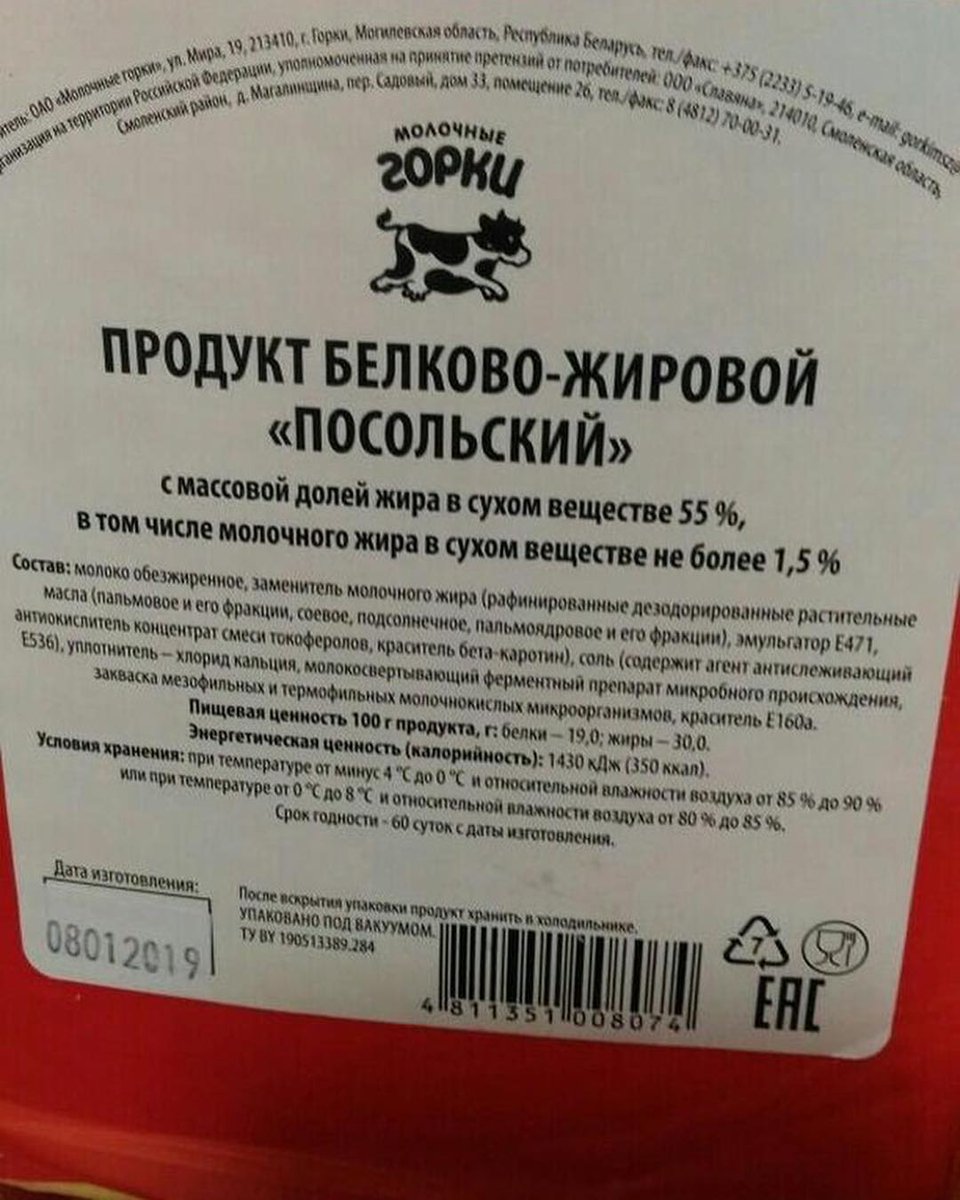 ОАО «Молочные горки», ул. Мира, 19, 213410, г. Горки, Могилевская область, Республика Беларусь, тел./факс: +375 (2233) 5-19-46, e-mail: gorkimsz@
на территории Российской Федерации, уполномоченная на принятие претензий от потребителей: ООО «Славяна», 214010, Смоленская область,
Смоленский район, д. Магалинщина, пер. Садовый, дом 33, помещение 26, тел./факс: 8 (4812) 70-00-31.
МОЛОЧНЫЕ
ГОРКИ
ПРОДУКТ БЕЛКОВО-ЖИРОВОЙ
«ПОСОЛЬСКИЙ»
с массовой долей жира в сухом веществе 55 %,
в том числе молочного жира в сухом веществе не более 1,5 %
Состав: молоко обезжиренное, заменитель молочного жира (рафинированные дезодорированные растительные
масла (пальмовое и его фракции, соевое, подсолнечное, пальмоядровое и его фракции), эмульгатор Е471,
антиокислитель концентрат смеси токоферолов, краситель бета-каротин), соль (содержит агент антислеживающий
Е536), уплотнитель – хлорид кальция, молокосвертывающий ферментный препарат микробного происхождения,
закваска мезофильных и термофильных молочнокислых микроорганизмов, краситель Е160а.
Пищевая ценность 100 г продукта, г: белки – 19,0; жиры – 30,0.
Энергетическая ценность (калорийность): 1430 кДж (350 ккал).
Условия хранения: при температуре от минус 4 °С до 0 °С и относительной влажности воздуха от 85 % до 90 %
или при температуре от 0 °С до 8 °С и относительной влажности воздуха от 80 % до 85 %.
Срок годности - 60 суток с даты изготовления.
Дата изготовления:
08012019
После вскрытия упаковки продукт хранить в холодильнике.
УПАКОВАНО ПОД ВАКУУМОМ.
ТУ BY 190513389.284
4 811351 008074
7
EAC